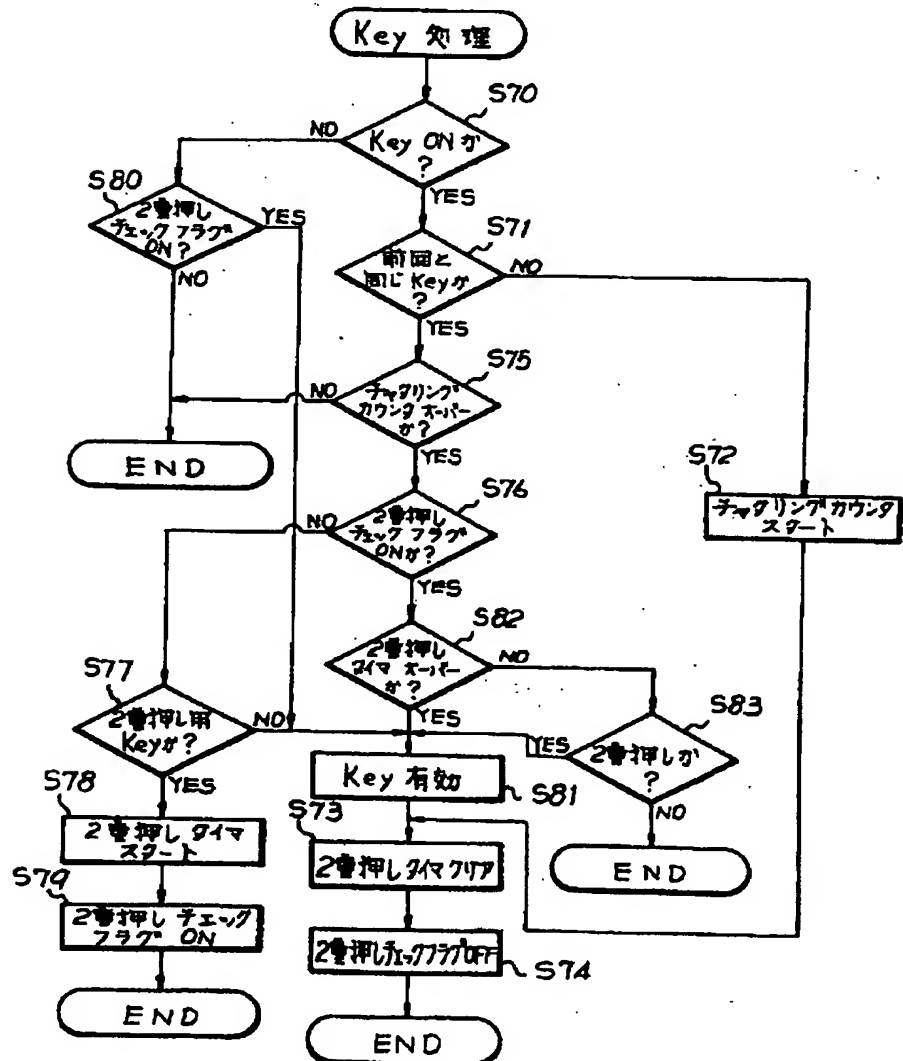 Key 処理
S70
Key ONか
?
NO
YES
S80
2重押し
チェックフラグ
ON?
YES
NO
S71
前回と
同じKeyか
?
NO
YES
S75
チャタリング
カウンタオーバー
か?
NO
YES
END
S72
チャタリングカウンタ
スタート
S76
2重押し
チェックフラグ
ONか?
NO
YES
S82
2重押し
タイマオーバー
か?
NO
YES
S77
2重押し用
Keyか?
NO
YES
S83
2重押しか
?
YES
NO
END
Key 有効
S81
S78
2重押しタイマ
スタート
S73
2重押しタイマクリア
S79
2重押しチェック
フラグ ON
2重押しチェックフラグOFF
S74
END
END